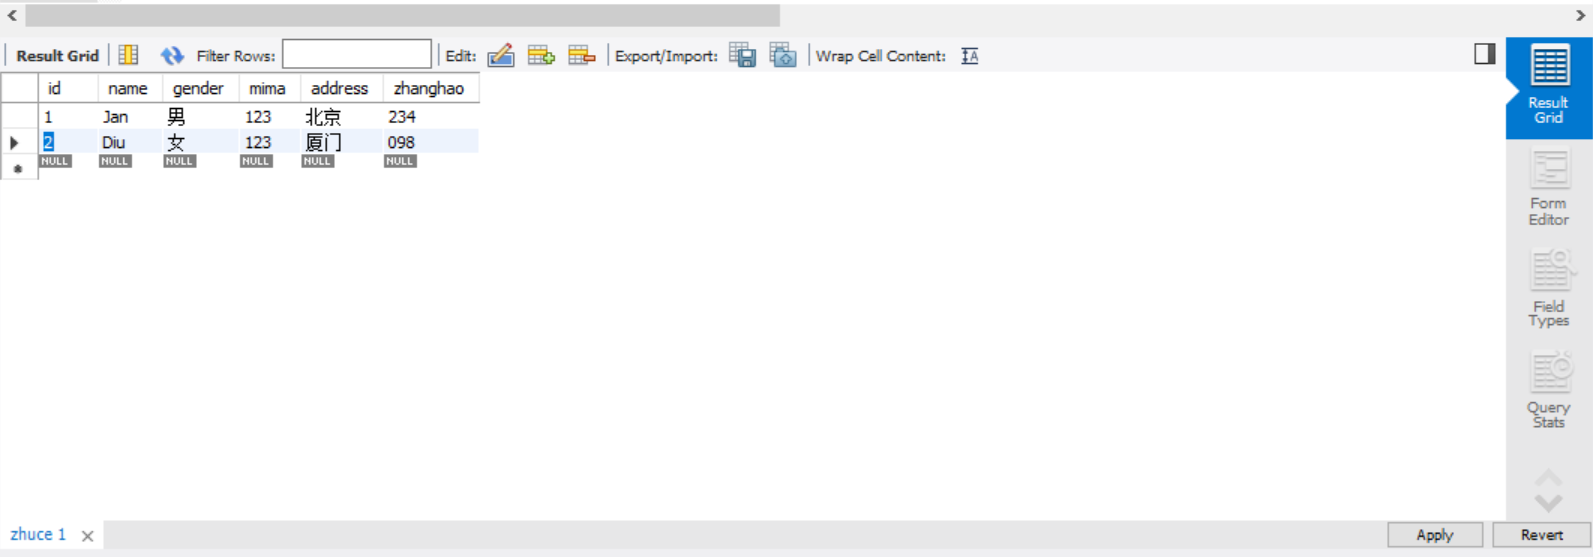 Result Grid Filter Rows: Edit: Export/Import: Wrap Cell Content:
id name gender mima address zhanghao
1 Jan 男 123 北京 234
2 Diu 女 123 厦门 098
NULL NULL NULL NULL NULL NULL
Result
Grid
Form
Editor
Field
Types
Query
Stats
zhuce 1
Apply Revert